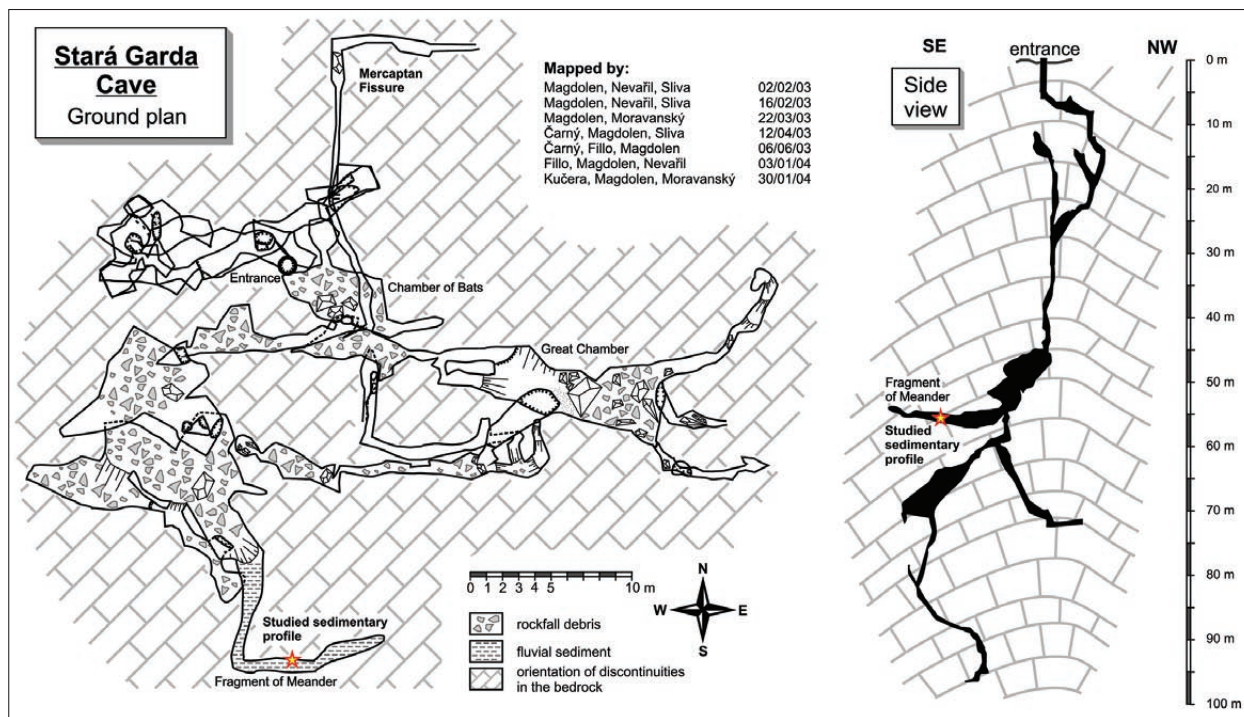 Stará Garda
Cave
Ground plan
Mercaptan
Fissure
Mapped by:
Magdolen, Nevařil, Sliva 02/02/03
Magdolen, Nevařil, Sliva 16/02/03
Magdolen, Moravanský 22/03/03
Čarný, Magdolen, Sliva 12/04/03
Čarný, Fillo, Magdolen 06/06/03
Fillo, Magdolen, Nevařil 03/01/04
Kučera, Magdolen, Moravanský 30/01/04
Entrance
Chamber of Bats
Great Chamber
Studied sedimentary
profile
Fragment of Meander
0 1 2 3 4 5 10 m
rockfall debris
fluvial sediment
orientation of discontinuities
in the bedrock
N
W E
S
SE entrance NW
Side
view
0 m
10 m
20 m
30 m
40 m
50 m
Fragment
of Meander
Studied
sedimentary
profile
60 m
70 m
80 m
90 m
100 m